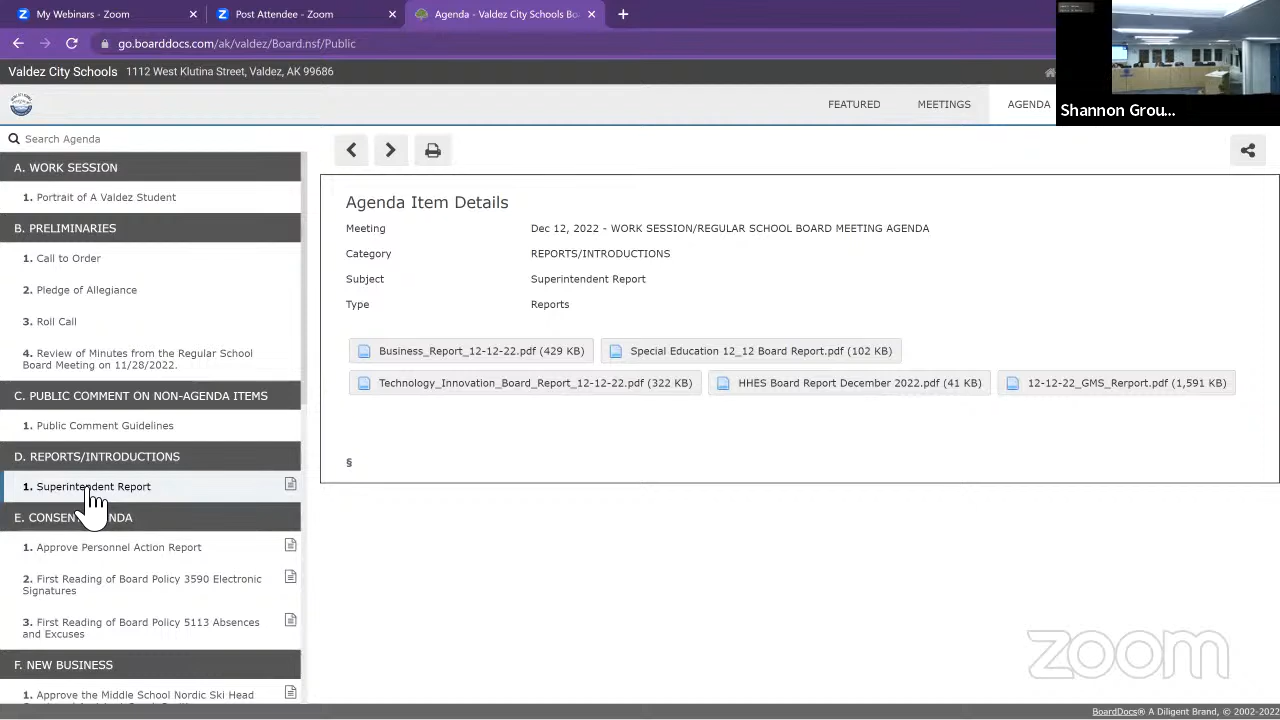 My Webinars - Zoom
Post Attendee - Zoom
Agenda - Valdez City Schools Bo
go.boarddocs.com/ak/valdez/Board.nsf/Public
Valdez City Schools 1112 West Klutina Street, Valdez, AK 99686
Shannon Grou...
FEATURED MEETINGS AGENDA
Search Agenda
A. WORK SESSION
1. Portrait of A Valdez Student
B. PRELIMINARIES
1. Call to Order
2. Pledge of Allegiance
3. Roll Call
4. Review of Minutes from the Regular School
Board Meeting on 11/28/2022.
C. PUBLIC COMMENT ON NON-AGENDA ITEMS
1. Public Comment Guidelines
D. REPORTS/INTRODUCTIONS
1. Superintendent Report
E. CONSENT AGENDA
1. Approve Personnel Action Report
2. First Reading of Board Policy 3590 Electronic
Signatures
3. First Reading of Board Policy 5113 Absences
and Excuses
F. NEW BUSINESS
1. Approve the Middle School Nordic Ski Head
Agenda Item Details
Meeting Dec 12, 2022 - WORK SESSION/REGULAR SCHOOL BOARD MEETING AGENDA
Category REPORTS/INTRODUCTIONS
Subject Superintendent Report
Type Reports
Business_Report_12-12-22.pdf (429 KB) Special Education 12_12 Board Report.pdf (102 KB)
Technology_Innovation_Board_Report_12-12-22.pdf (322 KB) HHES Board Report December 2022.pdf (41 KB) 12-12-22_GMS_Rerport.pdf (1,591 KB)
§
zoom
BoardDocs® A Diligent Brand, © 2002-2022